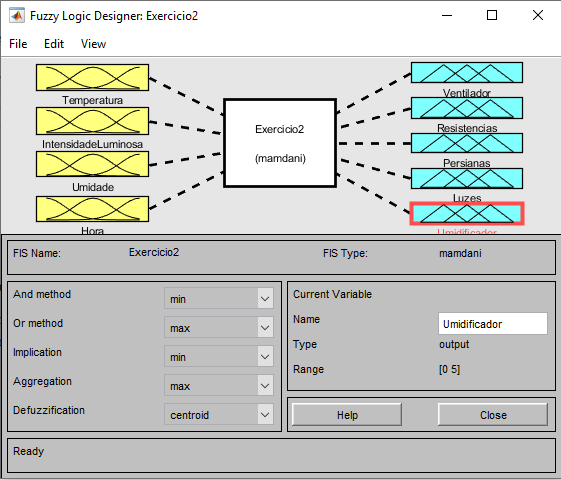 Fuzzy Logic Designer: Exercicio2
File Edit View
Temperatura
IntensidadeLuminosa
Umidade
Hora
Exercicio2
(mamdani)
Ventilador
Resistencias
Persianas
Luzes
Umidificador
FIS Name: Exercicio2 FIS Type: mamdani
And method min
Or method max
Implication min
Aggregation max
Defuzzification centroid
Current Variable
Name Umidificador
Type output
Range [0 5]
Help Close
Ready